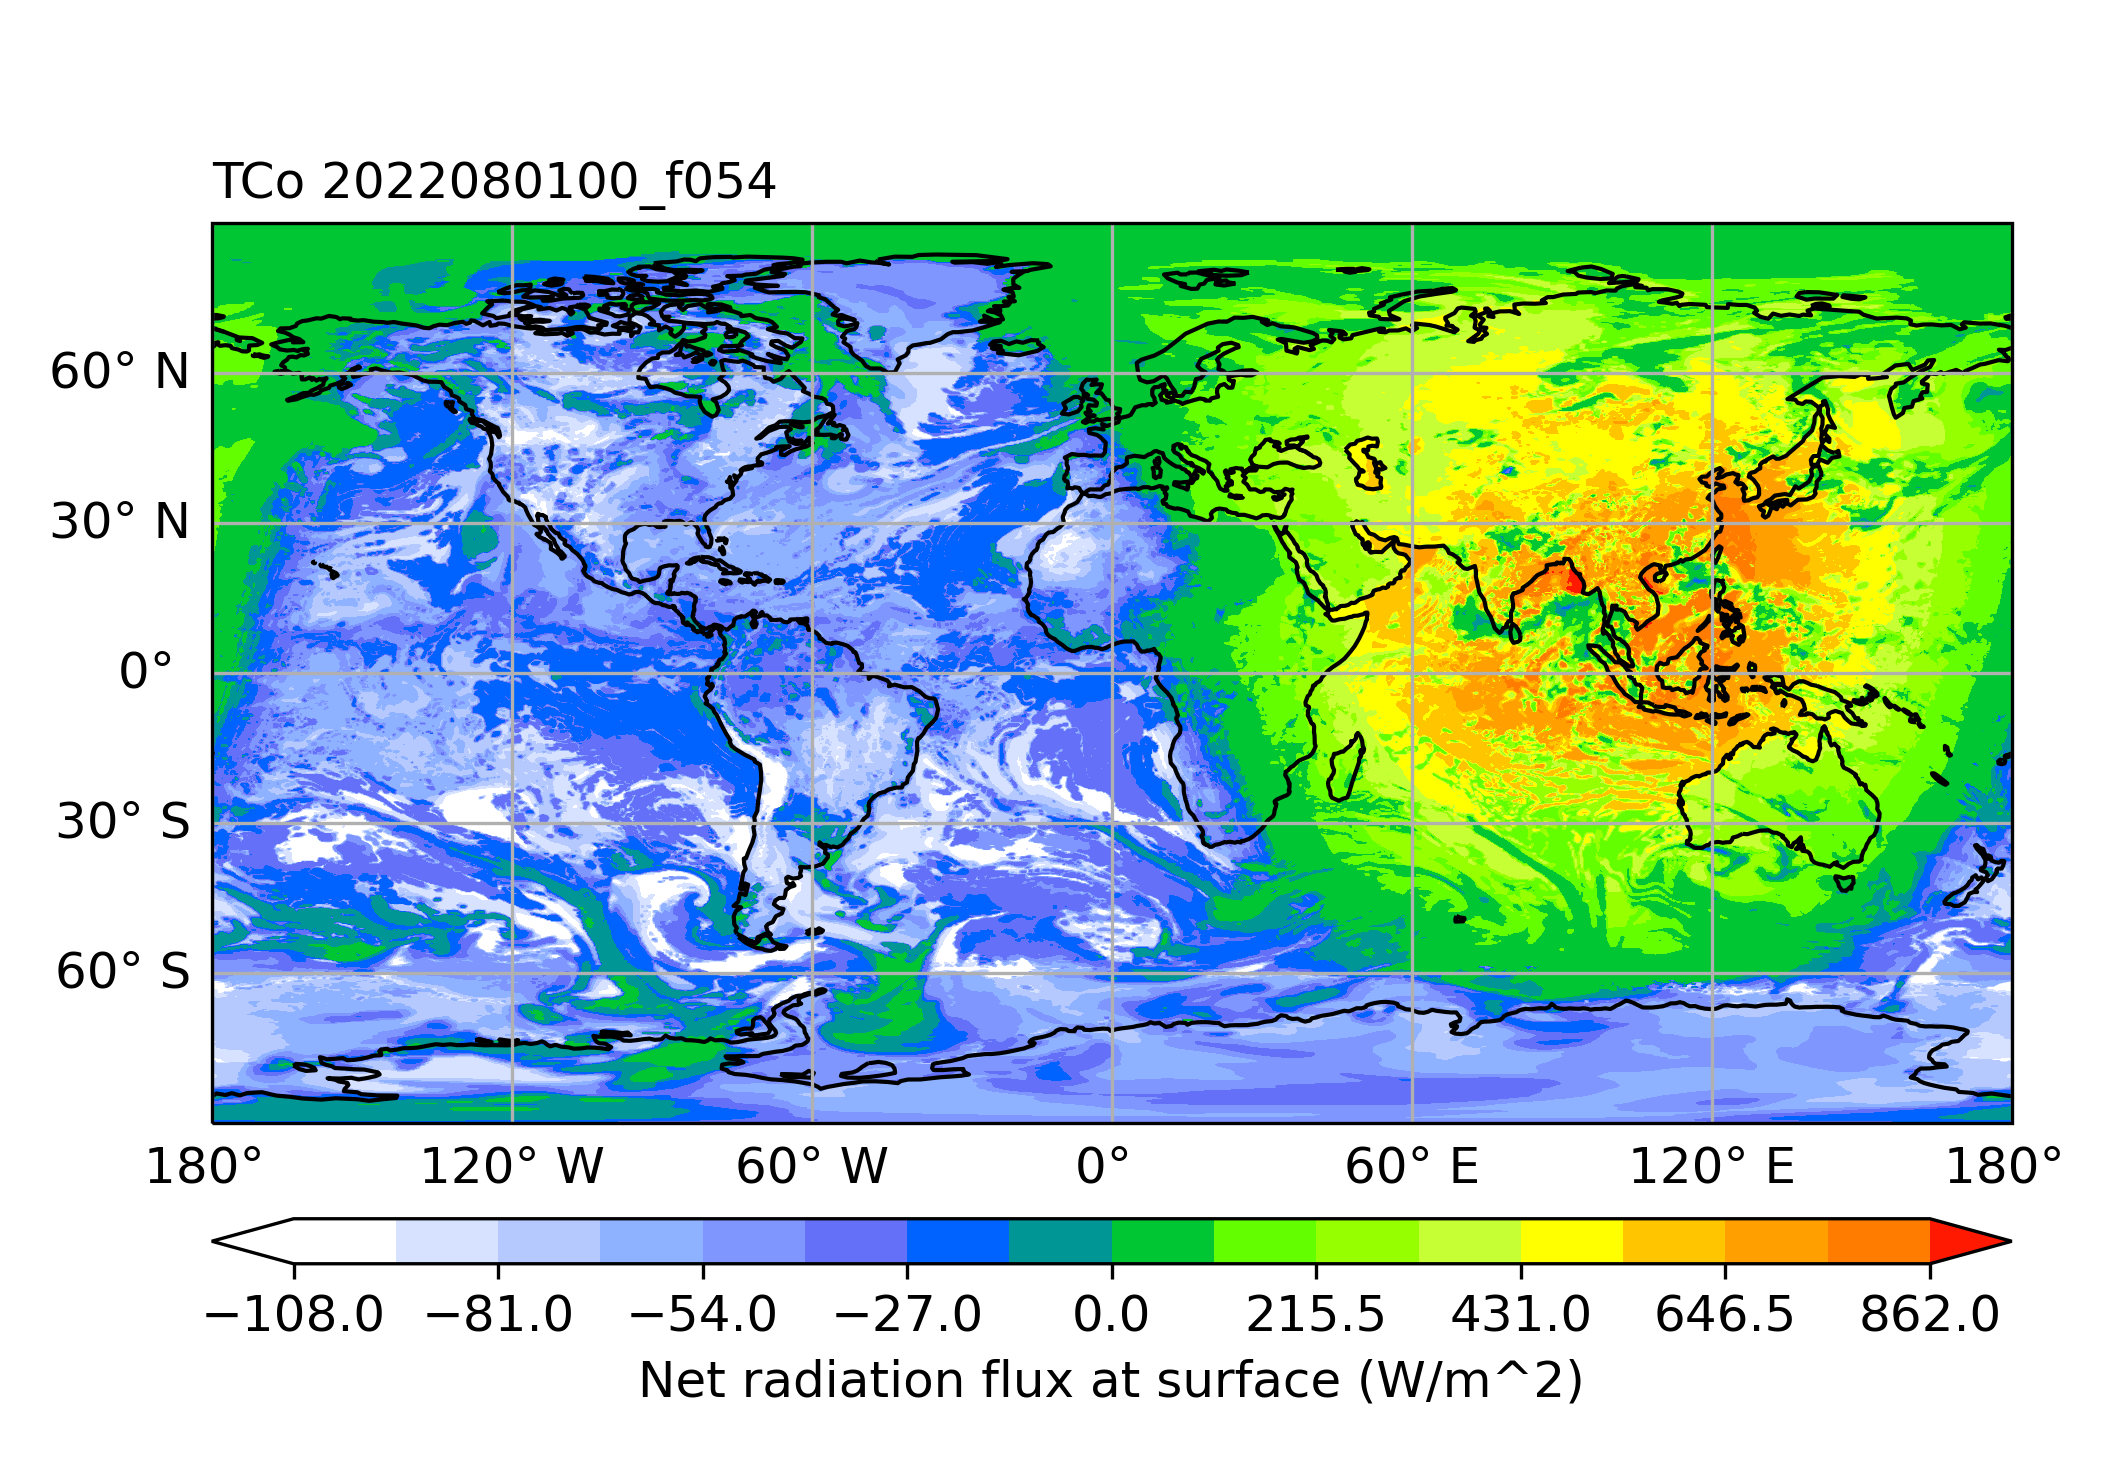 TCo 2022080100_f054
60° N
30° N
0°
30° S
60° S
180° 120° W 60° W 0° 60° E 120° E 180°
−108.0 −81.0 −54.0 −27.0 0.0 215.5 431.0 646.5 862.0
Net radiation flux at surface (W/m^2)